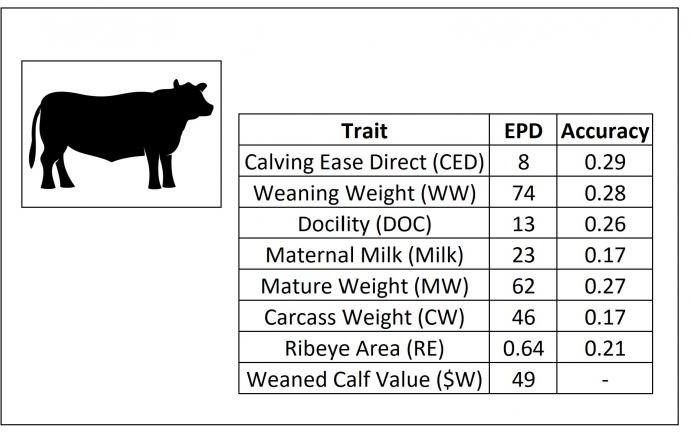 Trait EPD Accuracy
Calving Ease Direct (CED) 8 0.29
Weaning Weight (WW) 74 0.28
Docility (DOC) 13 0.26
Maternal Milk (Milk) 23 0.17
Mature Weight (MW) 62 0.27
Carcass Weight (CW) 46 0.17
Ribeye Area (RE) 0.64 0.21
Weaned Calf Value ($W) 49 -